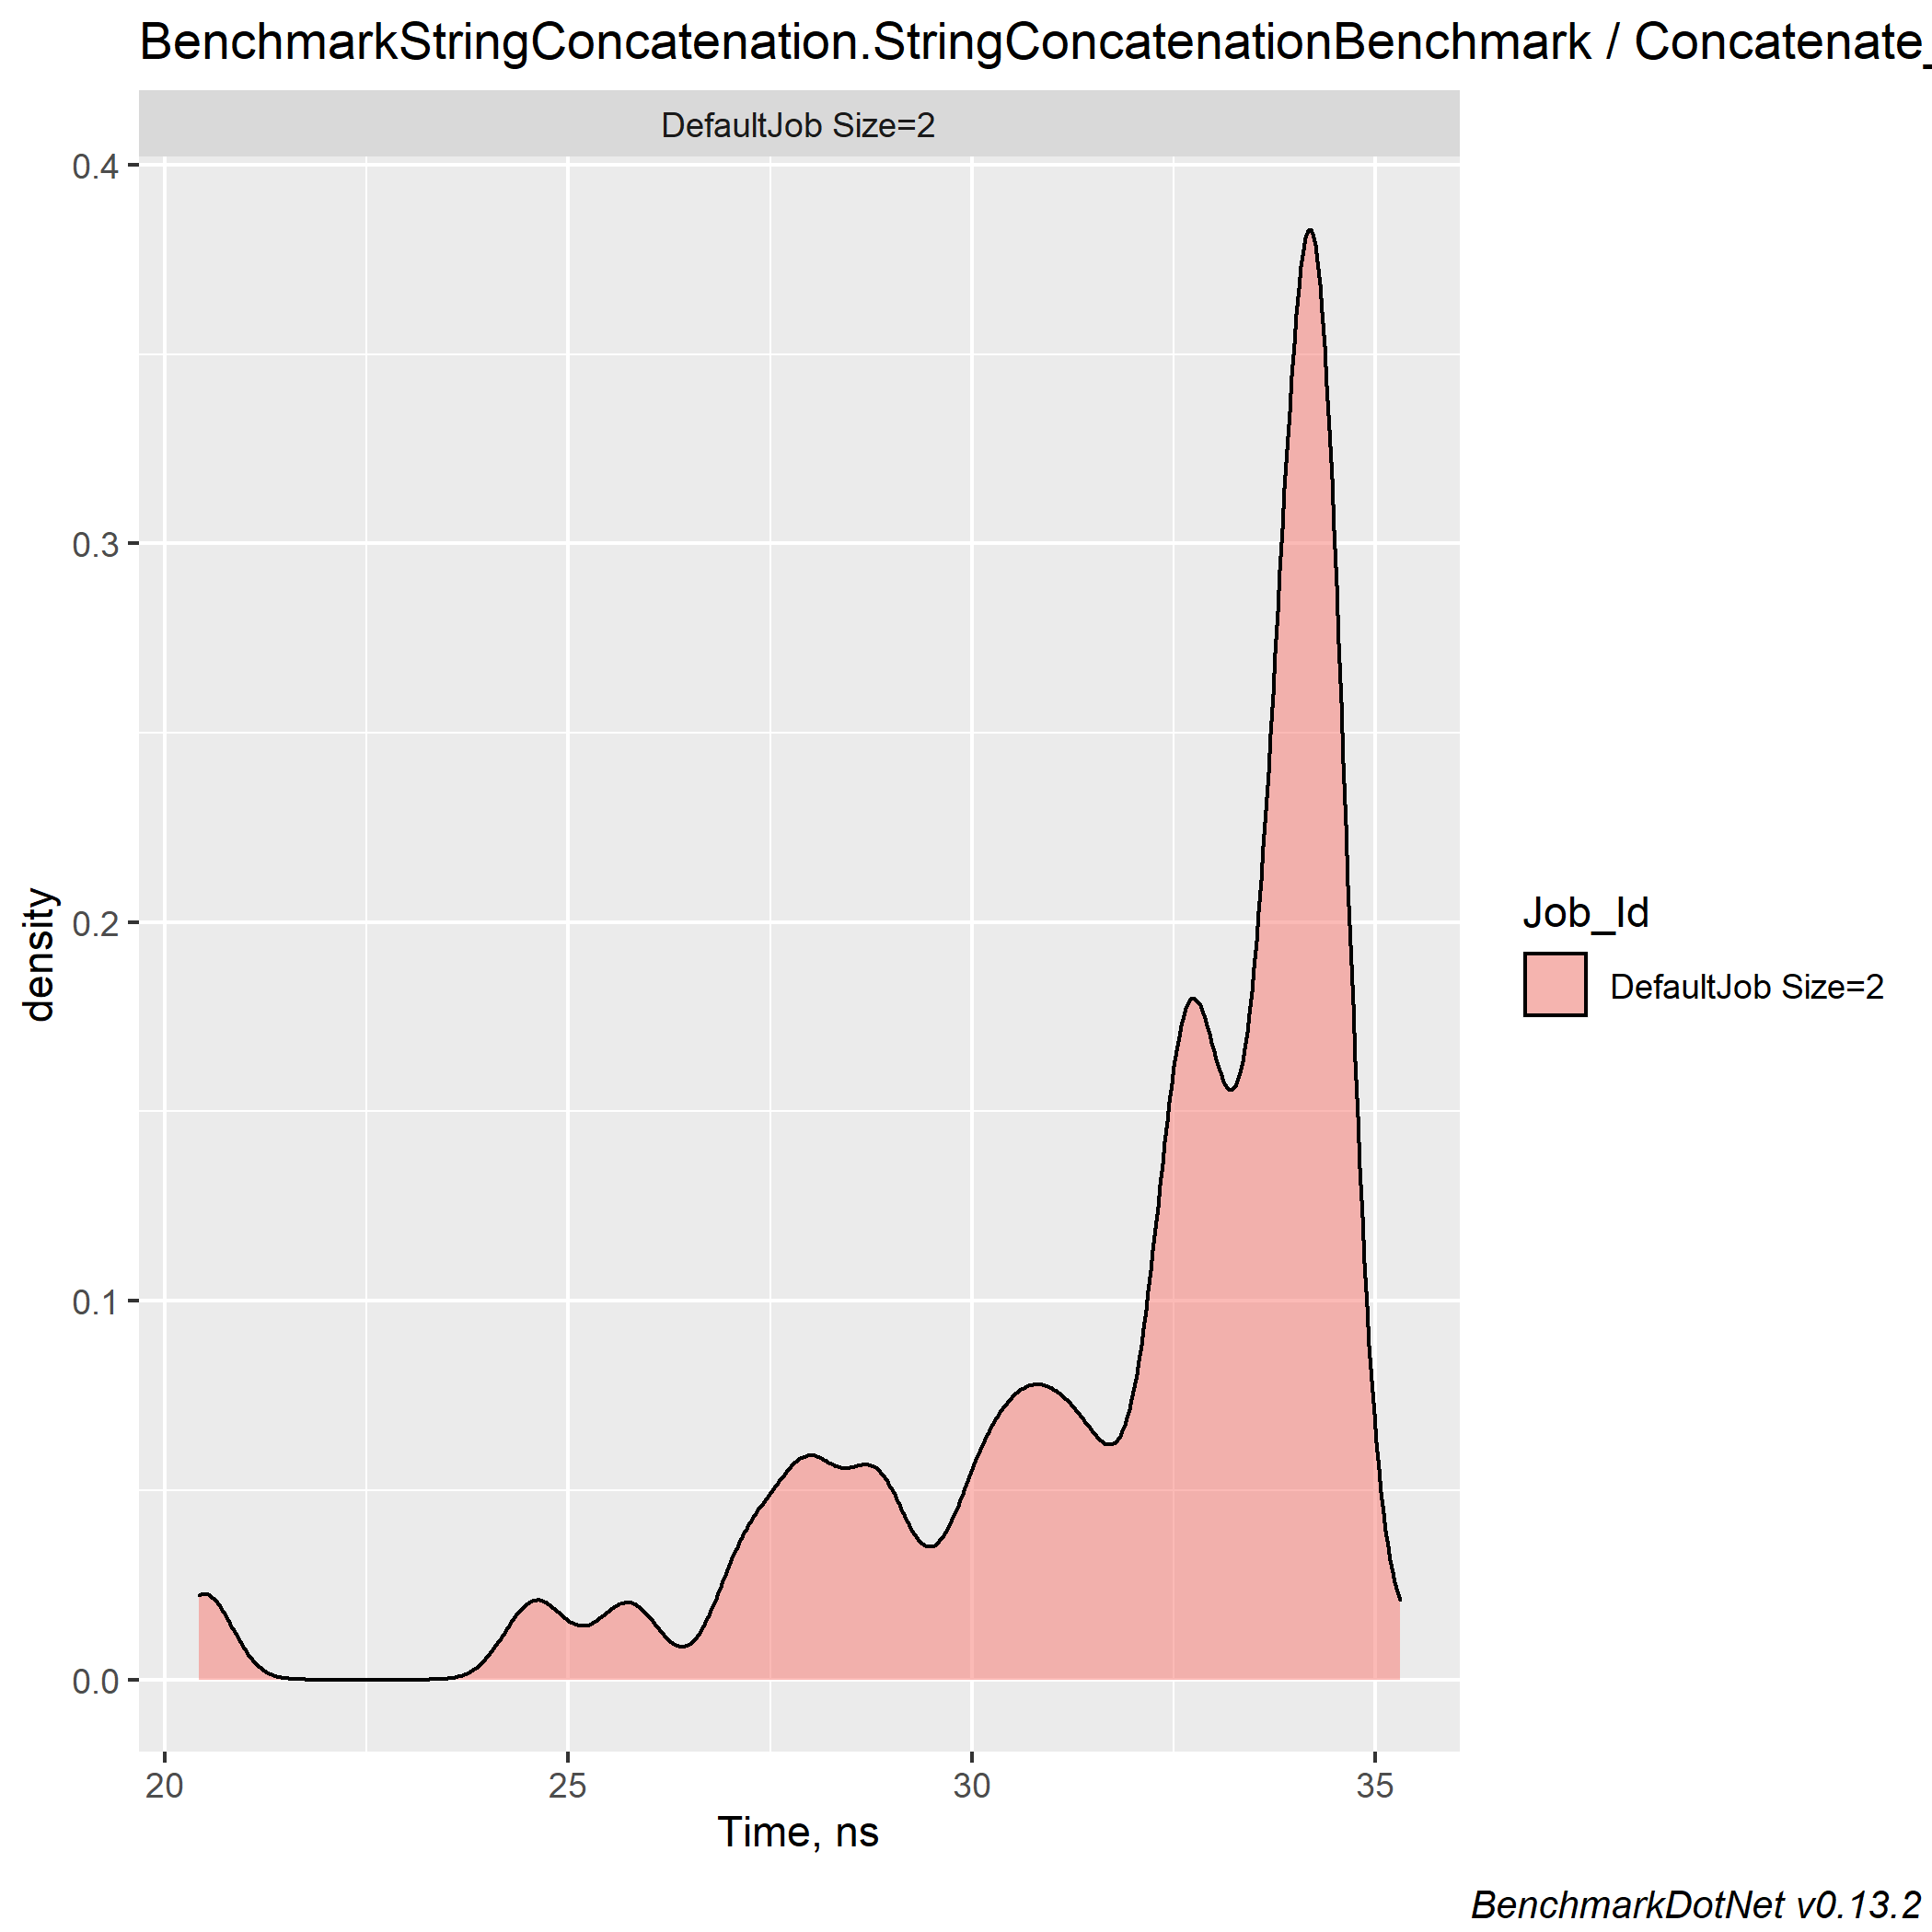 BenchmarkStringConcatenation.StringConcatenationBenchmark / Concatenate_
DefaultJob Size=2
0.4
0.3
0.2
0.1
0.0
density
20 25 30 35
Time, ns
Job_Id
DefaultJob Size=2
BenchmarkDotNet v0.13.2